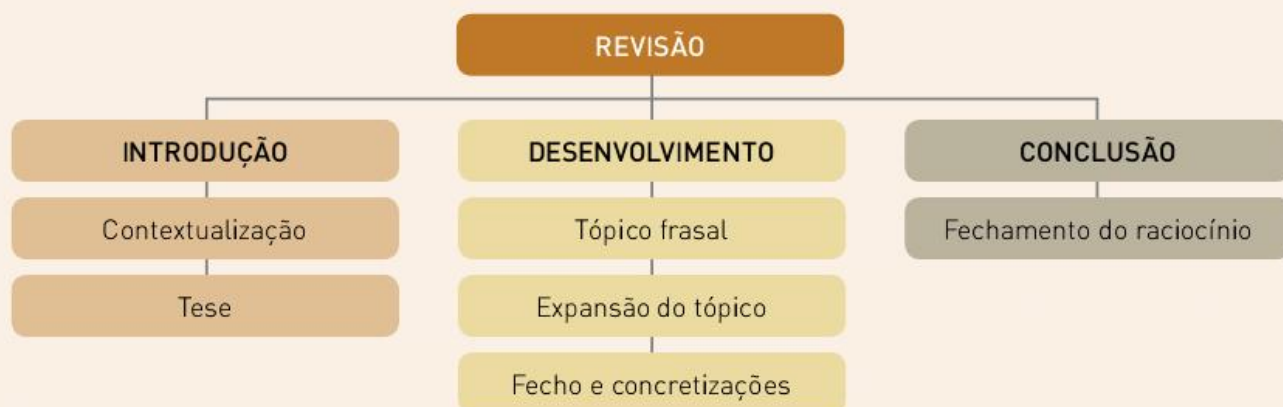 REVISÃO
INTRODUÇÃO
Contextualização
Tese
DESENVOLVIMENTO
Tópico frasal
Expansão do tópico
Fecho e concretizações
CONCLUSÃO
Fechamento do raciocínio